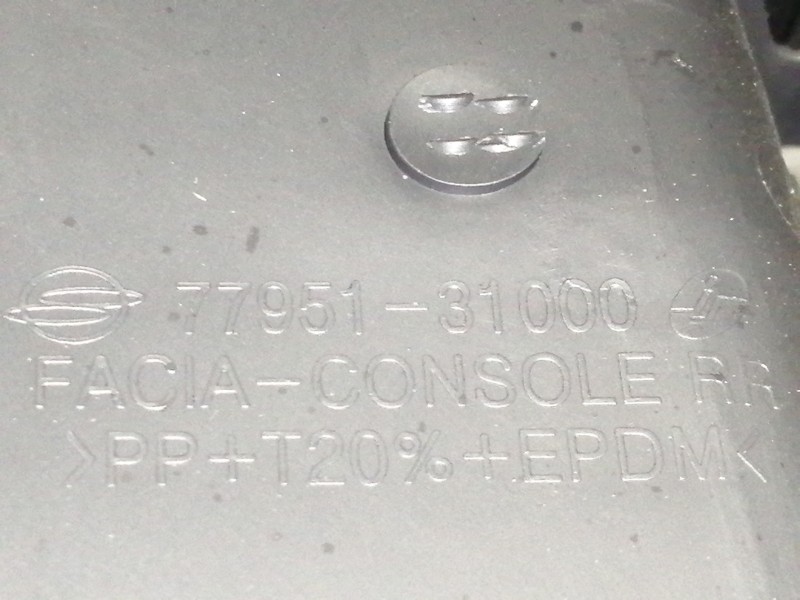 77951-31000
FACIA-CONSOLE RR
>PP+T20%+EPDM<